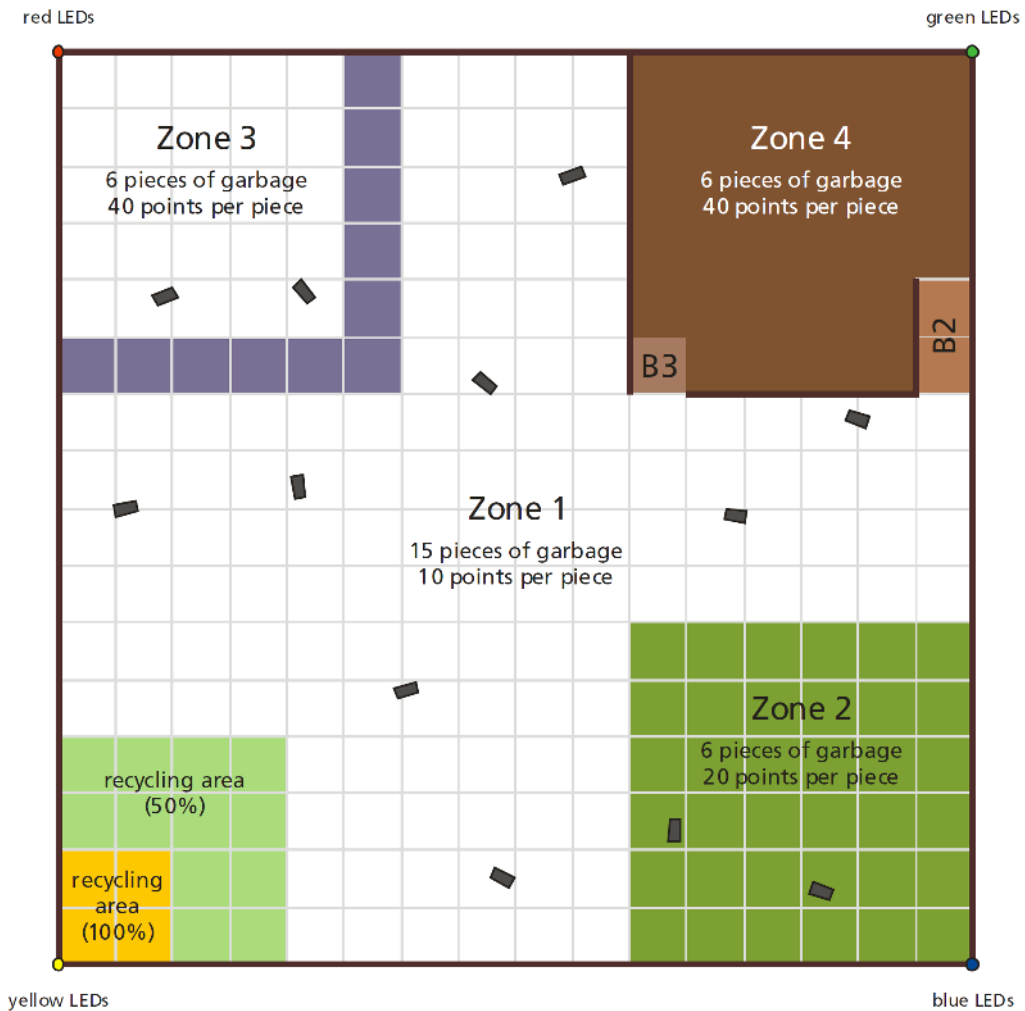 red LEDs
green LEDs
Zone 3
6 pieces of garbage
40 points per piece
Zone 4
6 pieces of garbage
40 points per piece
B2
B3
Zone 1
15 pieces of garbage
10 points per piece
Zone 2
6 pieces of garbage
20 points per piece
recycling area
(50%)
recycling
area
(100%)
yellow LEDs
blue LEDs